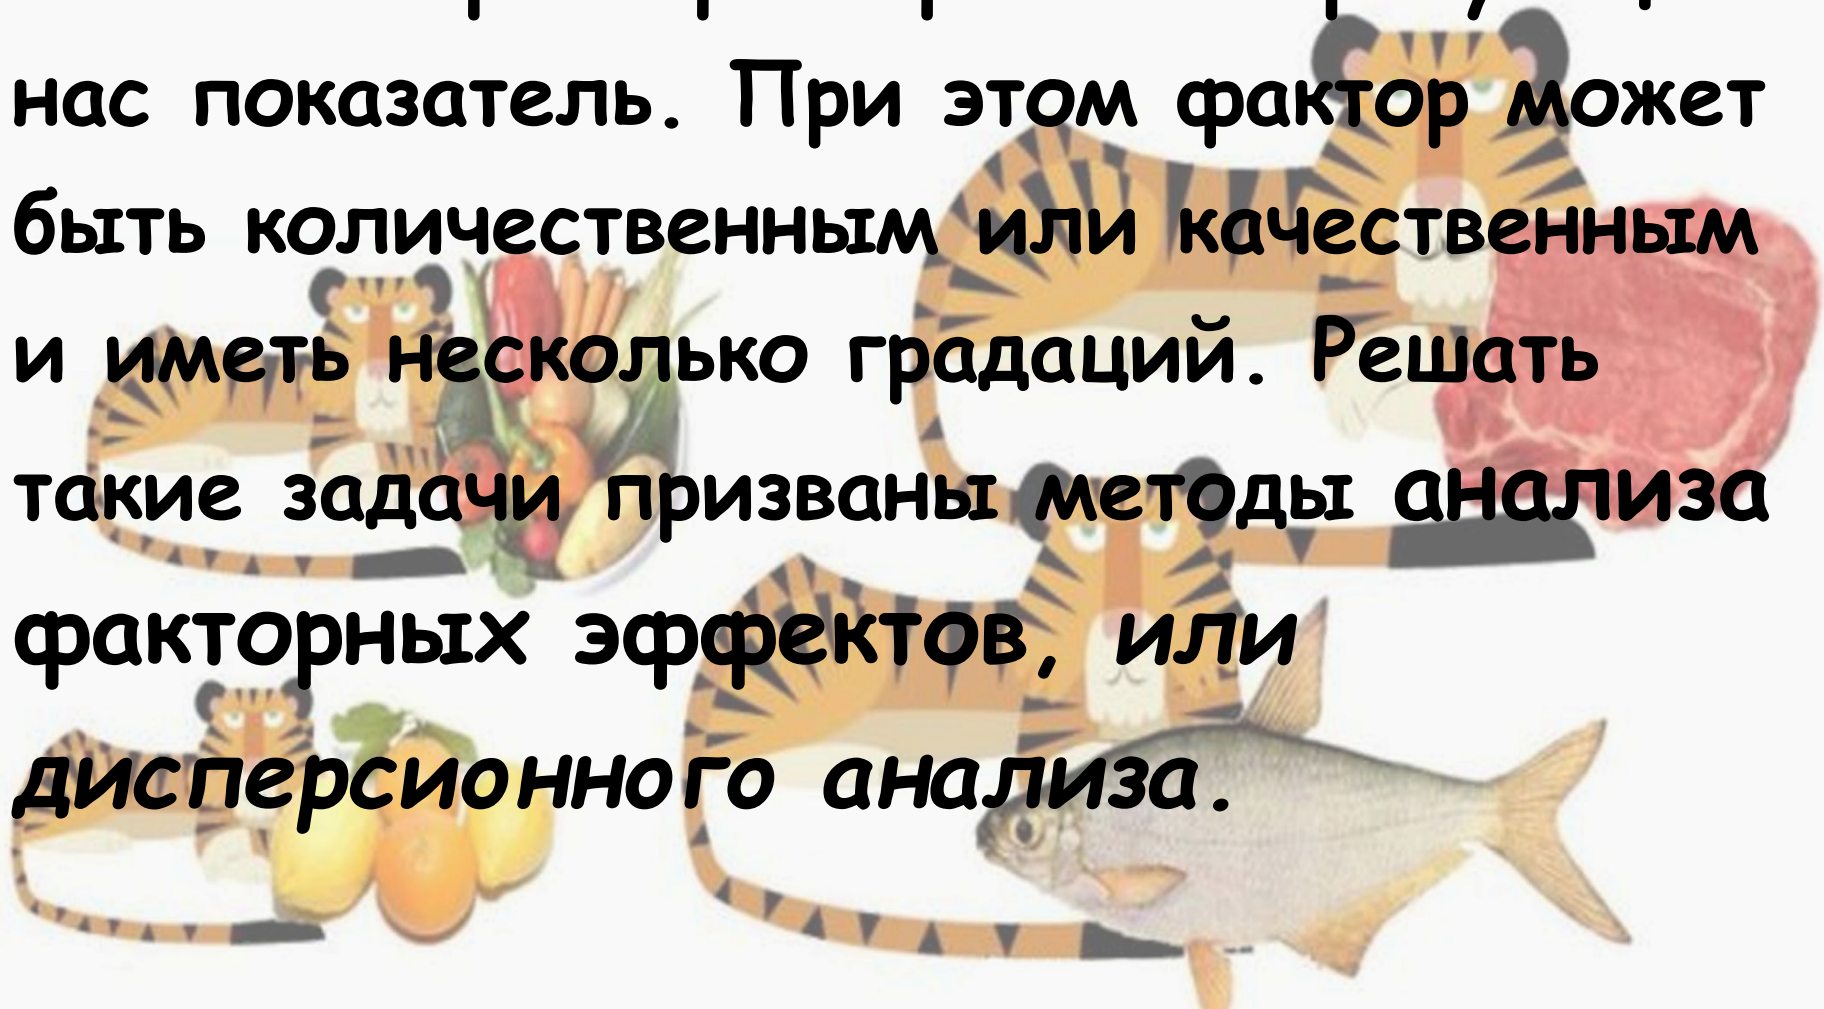 нас показатель. При этом фактор может
быть количественным или качественным
и иметь несколько градаций. Решать
такие задачи призваны методы анализа
факторных эффектов, или
дисперсионного анализа.